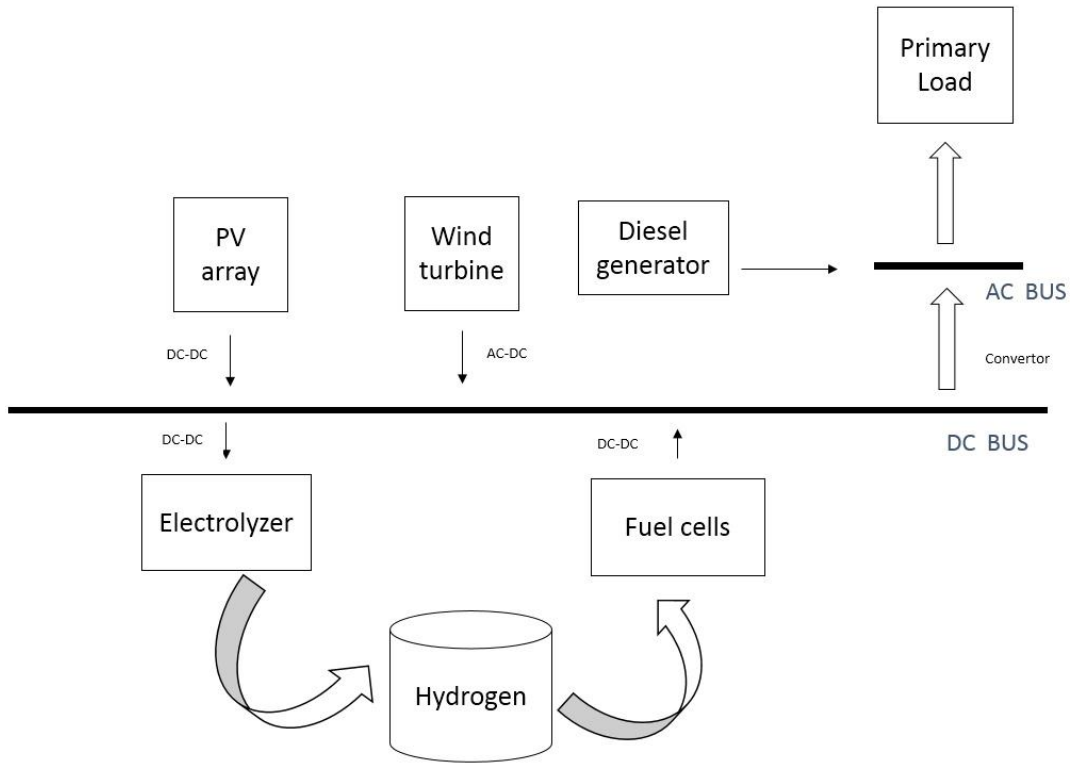 Primary
Load
PV
array
Wind
turbine
Diesel
generator
AC BUS
DC-DC
AC-DC
Convertor
DC-DC
DC-DC
DC BUS
Electrolyzer
Fuel cells
Hydrogen